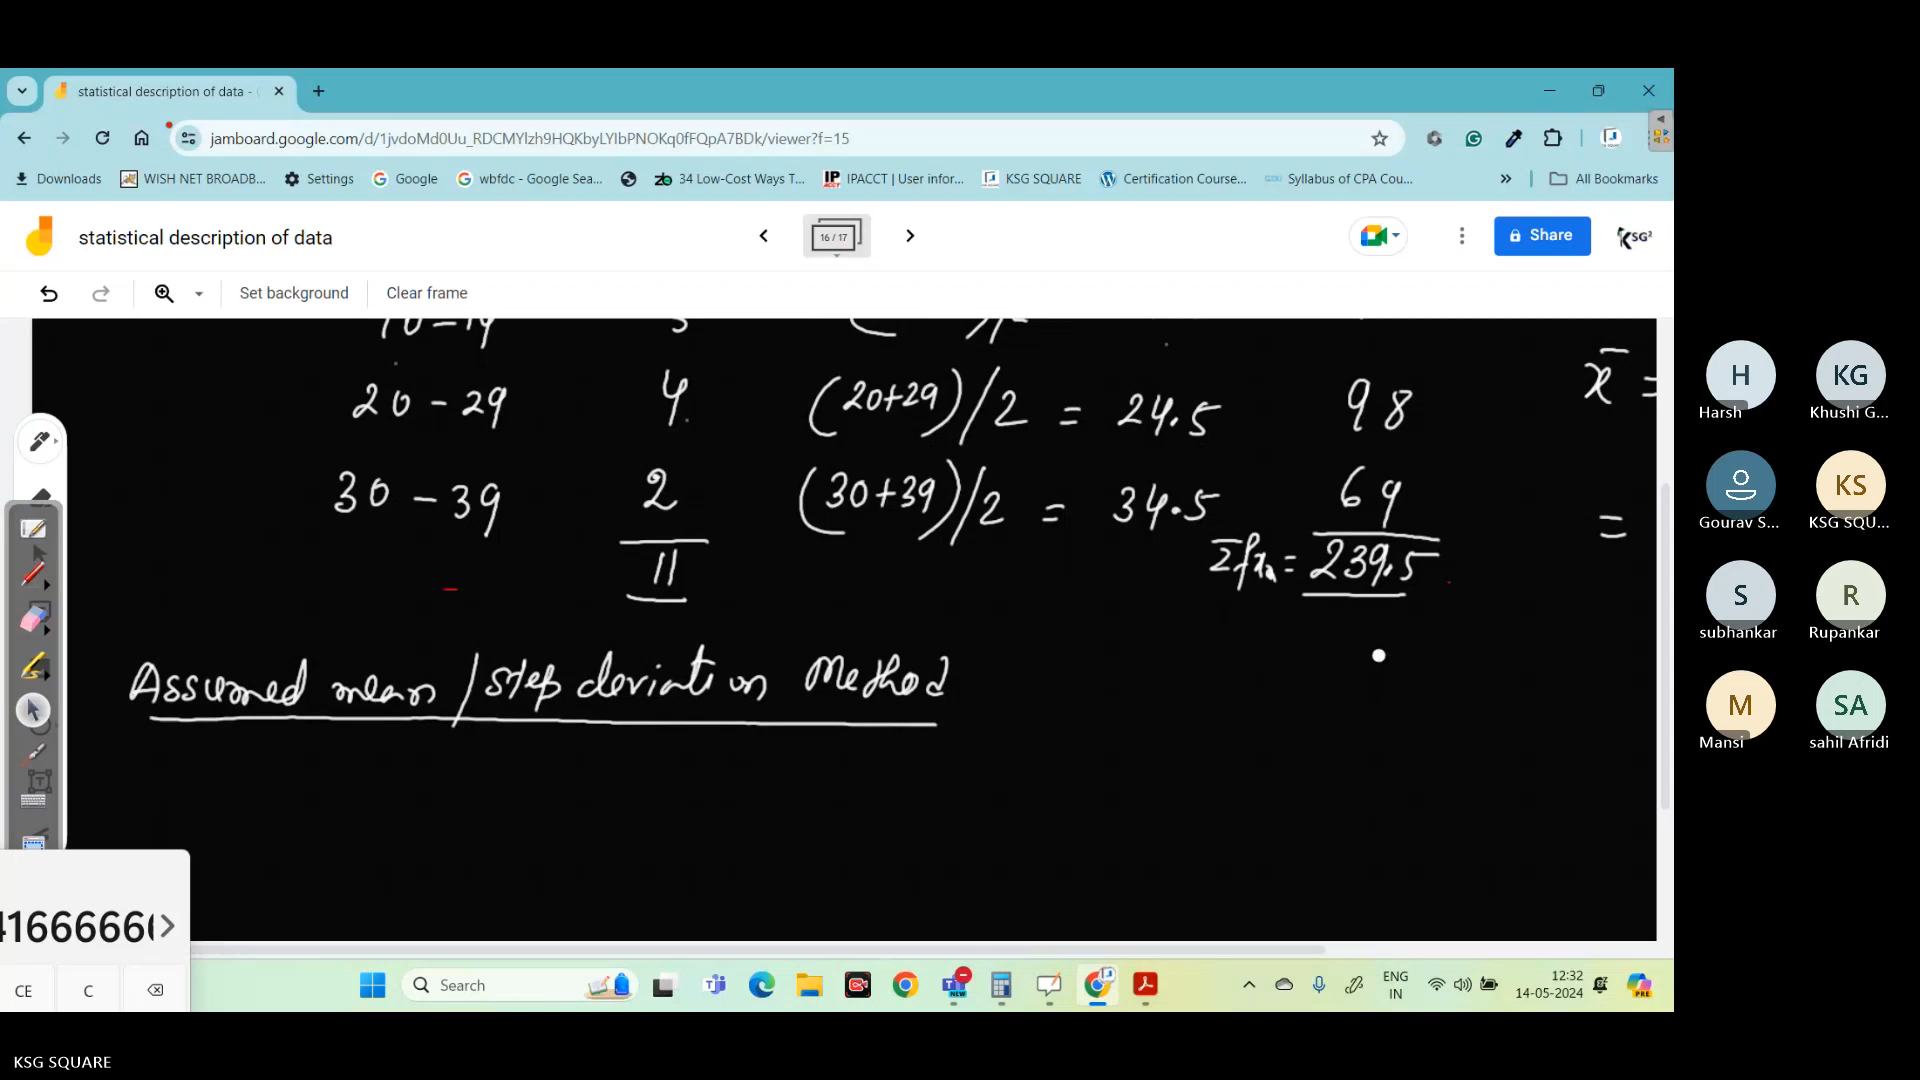 statistical description of data - (
jamboard.google.com/d/1jvdoMd0Uu_RDCMYlzh9HQKbyLYIbPNOKq0fFQpA7BDk/viewer?f=15
Downloads WISH NET BROADB... Settings Google wbfdc - Google Sea... 34 Low-Cost Ways T... IPACCT | User infor... KSG SQUARE Certification Course... Syllabus of CPA Cou... » All Bookmarks
statistical description of data
16 / 17
Share
KSG²
Set background Clear frame
10 - 19
20 - 29 4 (20+29)/2 = 24.5 98
x̄ =
30 - 39 2 (30+39)/2 = 34.5 69
=
11 Σfx = 239.5
Assumed mean / step deviation Method
H KG
Harsh Khushi G...
KS
Gourav S... KSG SQU...
S R
subhankar Rupankar
M SA
Mansi sahil Afridi
41666666
CE C
Search
ENG
IN
12:32
14-05-2024
KSG SQUARE